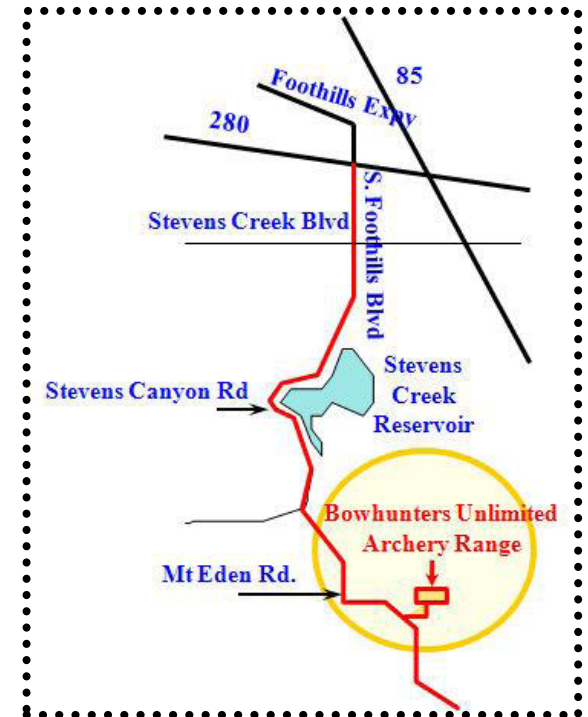 85
Foothills Expy
280
S. Foothills Blvd
Stevens Creek Blvd
Stevens
Creek
Reservoir
Stevens Canyon Rd
Bowhunters Unlimited
Archery Range
Mt Eden Rd.